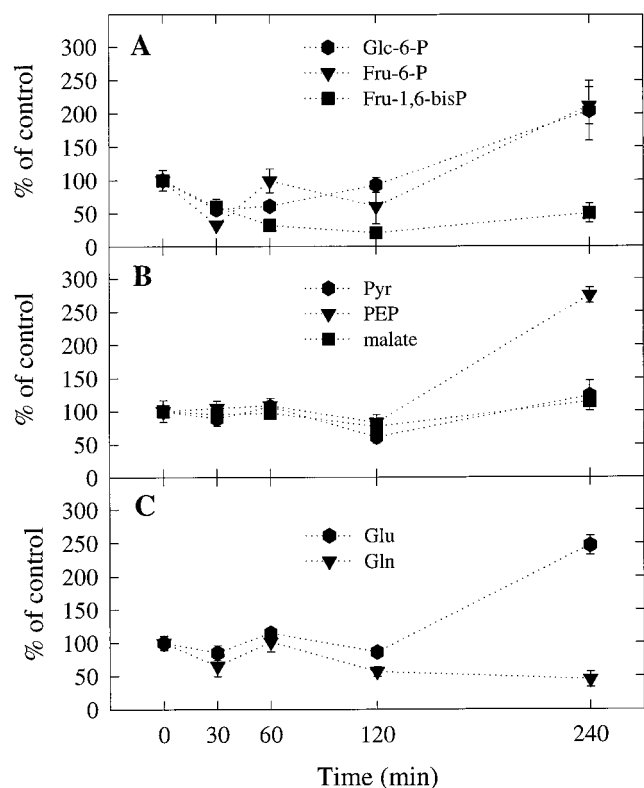 A
Glc-6-P
Fru-6-P
Fru-1,6-bisP
% of control
300
250
200
150
100
50
0
B
Pyr
PEP
malate
% of control
300
250
200
150
100
50
0
C
Glu
Gln
% of control
300
250
200
150
100
50
0
0 30 60 120 240
Time (min)